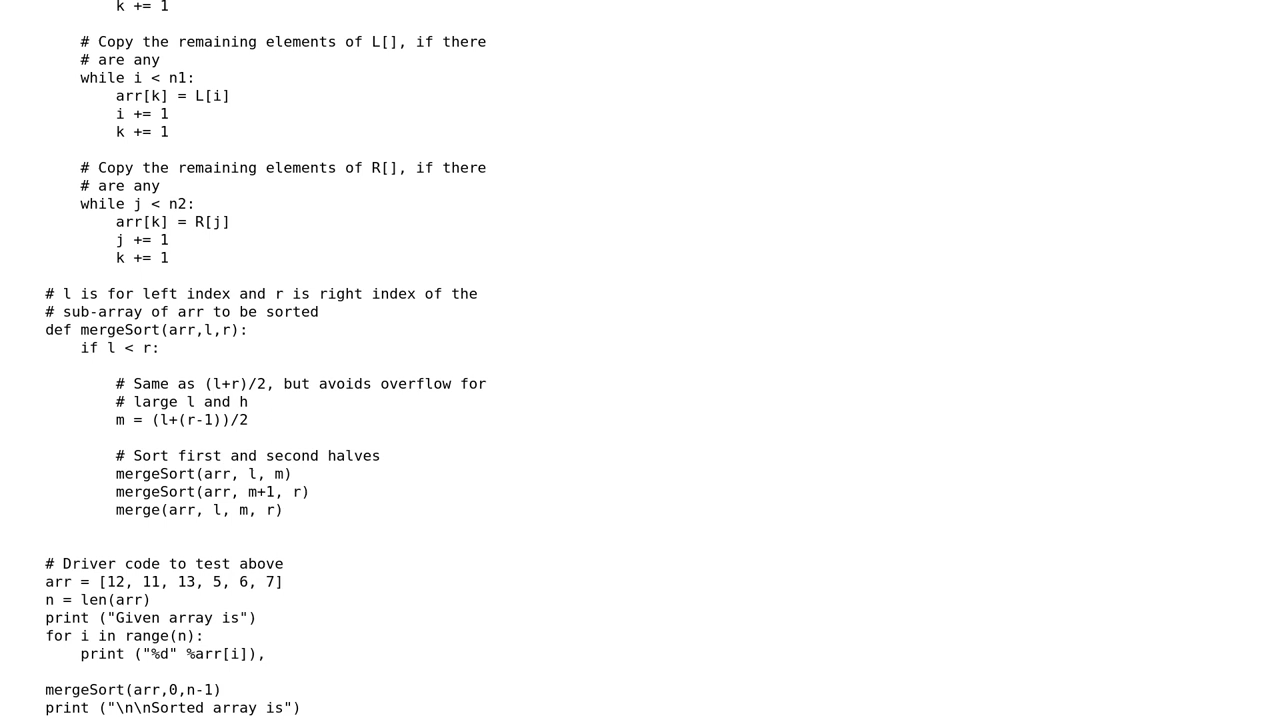 k += 1

        # Copy the remaining elements of L[], if there
        # are any
        while i < n1:
            arr[k] = L[i]
            i += 1
            k += 1

        # Copy the remaining elements of R[], if there
        # are any
        while j < n2:
            arr[k] = R[j]
            j += 1
            k += 1

    # l is for left index and r is right index of the
    # sub-array of arr to be sorted
    def mergeSort(arr,l,r):
        if l < r:

            # Same as (l+r)/2, but avoids overflow for
            # large l and h
            m = (l+(r-1))/2

            # Sort first and second halves
            mergeSort(arr, l, m)
            mergeSort(arr, m+1, r)
            merge(arr, l, m, r)


    # Driver code to test above
    arr = [12, 11, 13, 5, 6, 7]
    n = len(arr)
    print ("Given array is")
    for i in range(n):
        print ("%d" %arr[i]),

    mergeSort(arr,0,n-1)
    print ("\n\nSorted array is")